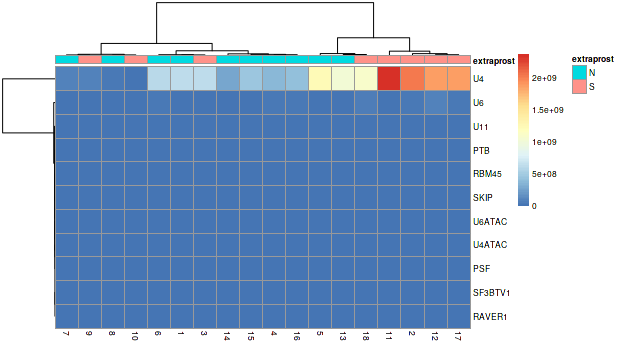 extraprost
extraprost
N
S
U4
U6
U11
PTB
RBM45
SKIP
U6ATAC
U4ATAC
PSF
SF3BTV1
RAVER1
2e+09
1.5e+09
1e+09
5e+08
0
7 9 8 10 6 1 3 14 15 4 16 5 13 18 11 2 12 17